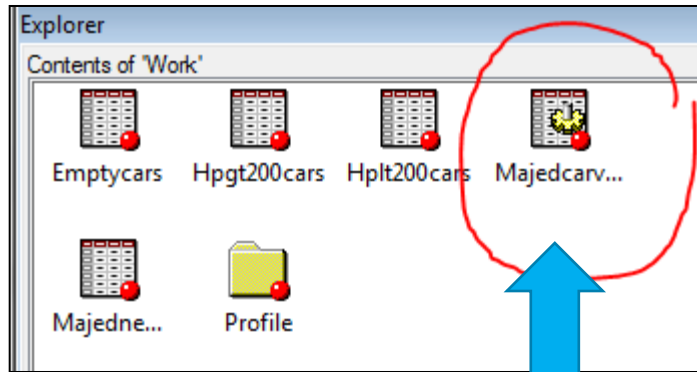 Explorer
Contents of 'Work'
Emptycars Hpgt200cars Hplt200cars Majedcarv...
Majedne... Profile